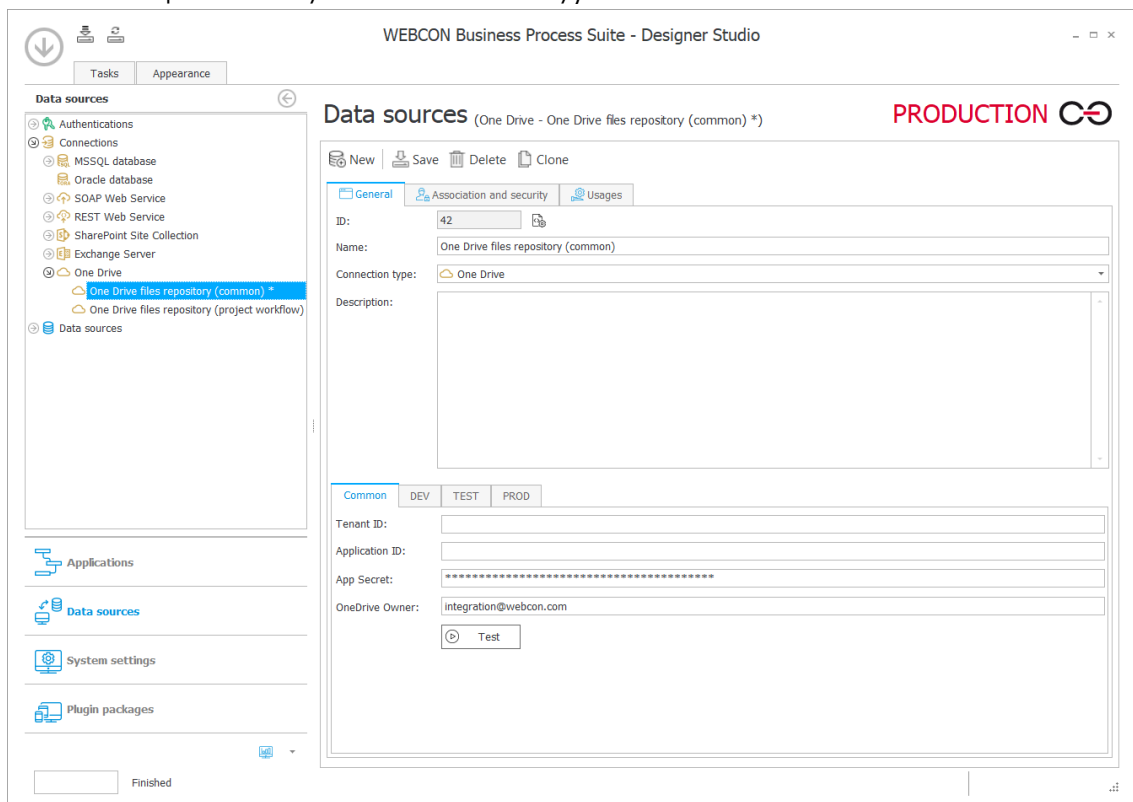 WEBCON Business Process Suite - Designer Studio
Tasks Appearance
Data sources
Authentications
Connections
MSSQL database
Oracle database
SOAP Web Service
REST Web Service
SharePoint Site Collection
Exchange Server
One Drive
One Drive files repository (common) *
One Drive files repository (project workflow)
Data sources
Applications
Data sources
System settings
Plugin packages
Finished
Data sources (One Drive - One Drive files repository (common) *)
PRODUCTION
New Save Delete Clone
General Association and security Usages
ID: 42
Name: One Drive files repository (common)
Connection type: One Drive
Description:
Common DEV TEST PROD
Tenant ID:
Application ID:
App Secret: ****************************************
OneDrive Owner: integration@webcon.com
Test